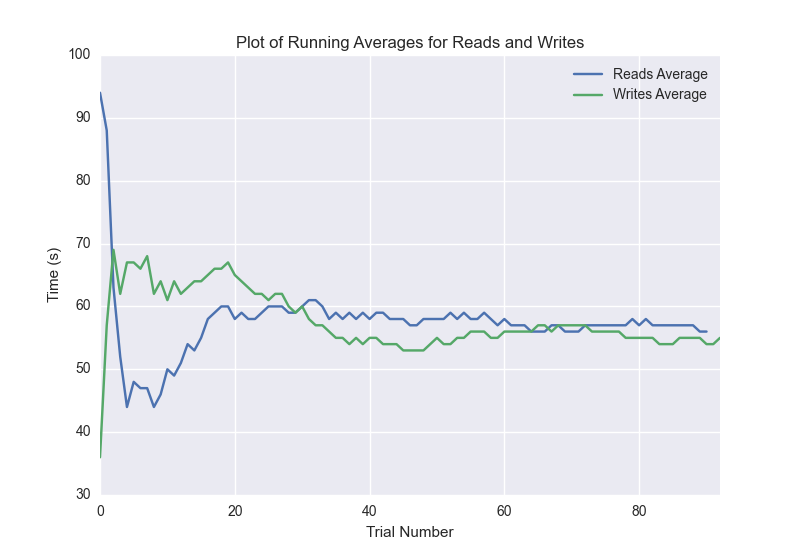 Plot of Running Averages for Reads and Writes
100
90
80
70
60
50
40
30
Time (s)
Reads Average
Writes Average
0
20
40
60
80
Trial Number